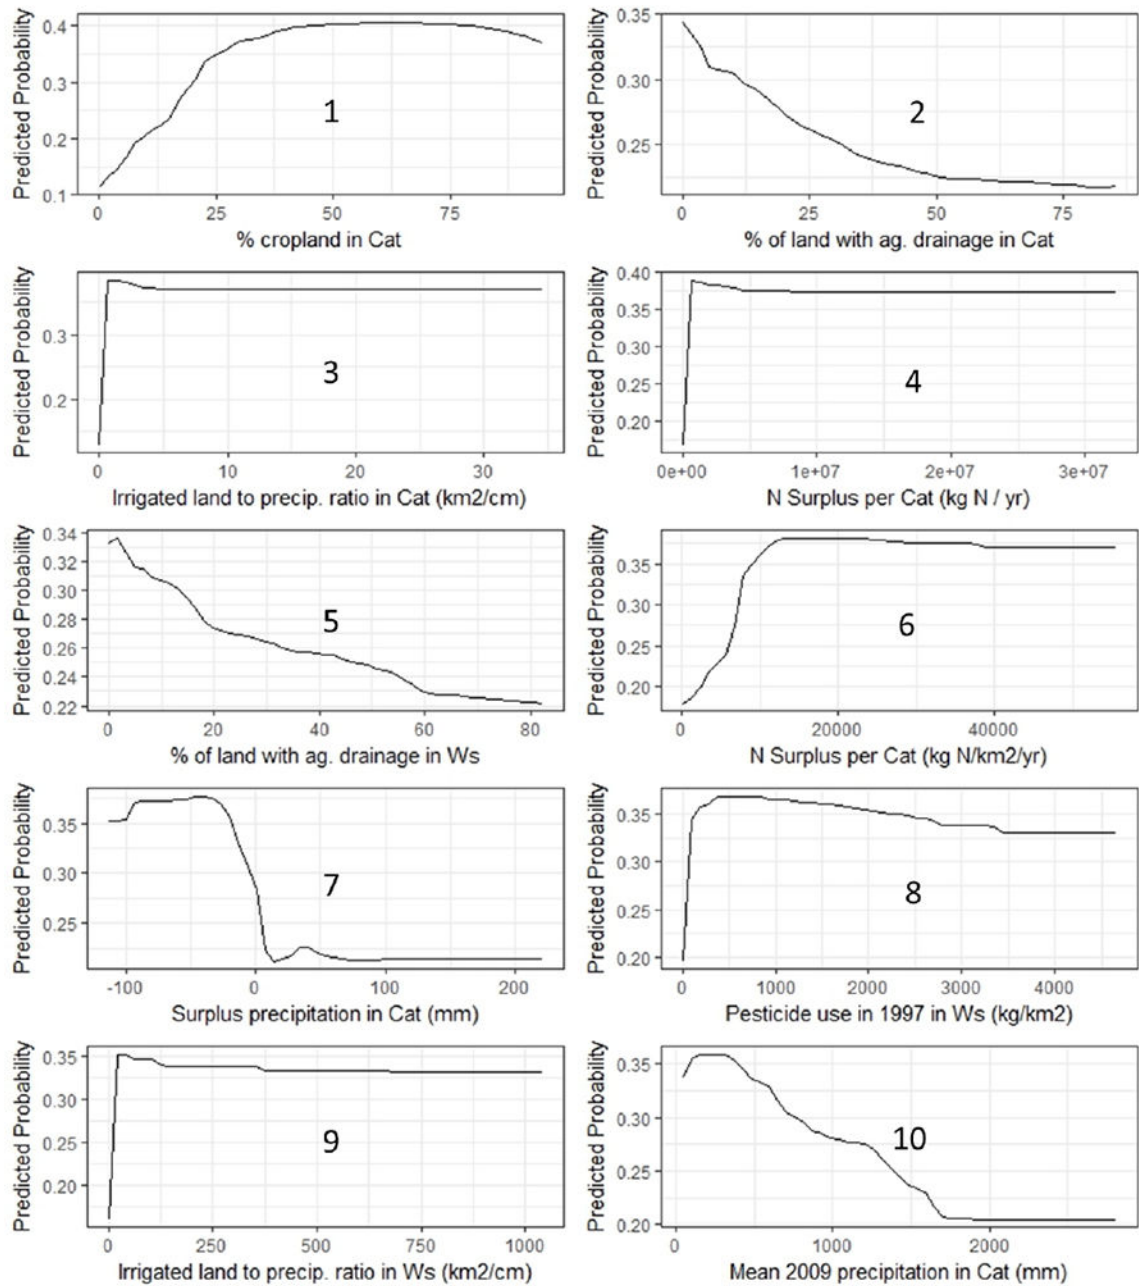 Predicted Probability
0.4
0.3
0.2
0.1
1
0 25 50 75
% cropland in Cat
Predicted Probability
0.35
0.30
0.25
2
0 25 50 75
% of land with ag. drainage in Cat
Predicted Probability
0.3
0.2
3
0 10 20 30
Irrigated land to precip. ratio in Cat (km2/cm)
Predicted Probability
0.40
0.35
0.30
0.25
0.20
4
0e+00 1e+07 2e+07 3e+07
N Surplus per Cat (kg N / yr)
Predicted Probability
0.34
0.32
0.30
0.28
0.26
0.24
0.22
5
0 20 40 60 80
% of land with ag. drainage in Ws
Predicted Probability
0.35
0.30
0.25
0.20
6
0 20000 40000
N Surplus per Cat (kg N/km2/yr)
Predicted Probability
0.35
0.30
0.25
7
-100 0 100 200
Surplus precipitation in Cat (mm)
Predicted Probability
0.35
0.30
0.25
0.20
8
0 1000 2000 3000 4000
Pesticide use in 1997 in Ws (kg/km2)
Predicted Probability
0.35
0.30
0.25
0.20
9
0 250 500 750 1000
Irrigated land to precip. ratio in Ws (km2/cm)
Predicted Probability
0.35
0.30
0.25
0.20
10
0 1000 2000
Mean 2009 precipitation in Cat (mm)